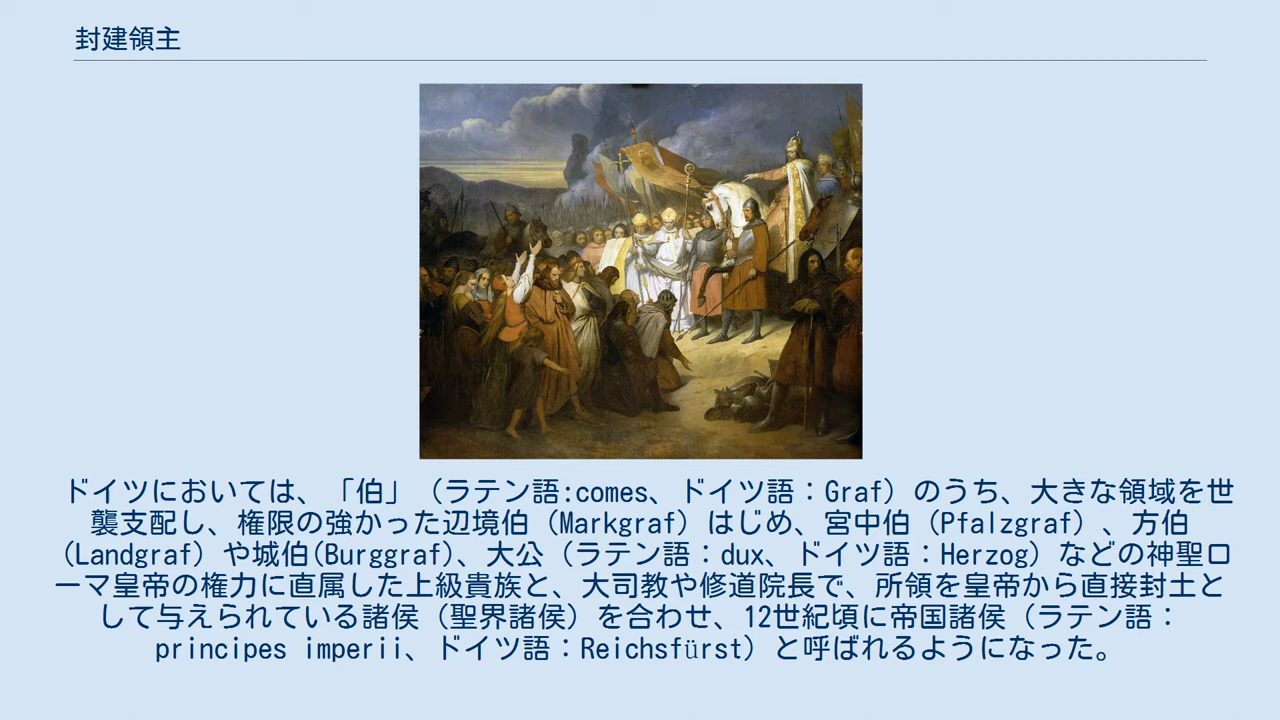 封建領主
ドイツにおいては、「伯」（ラテン語:comes、ドイツ語：Graf）のうち、大きな領域を世
襲支配し、権限の強かった辺境伯（Markgraf）はじめ、宮中伯（Pfalzgraf）、方伯
（Landgraf）や城伯(Burggraf)、大公（ラテン語：dux、ドイツ語：Herzog）などの神聖ロ
ーマ皇帝の権力に直属した上級貴族と、大司教や修道院長で、所領を皇帝から直接封土と
して与えられている諸侯（聖界諸侯）を合わせ、12世紀頃に帝国諸侯（ラテン語：
principes imperii、ドイツ語：Reichsfürst）と呼ばれるようになった。